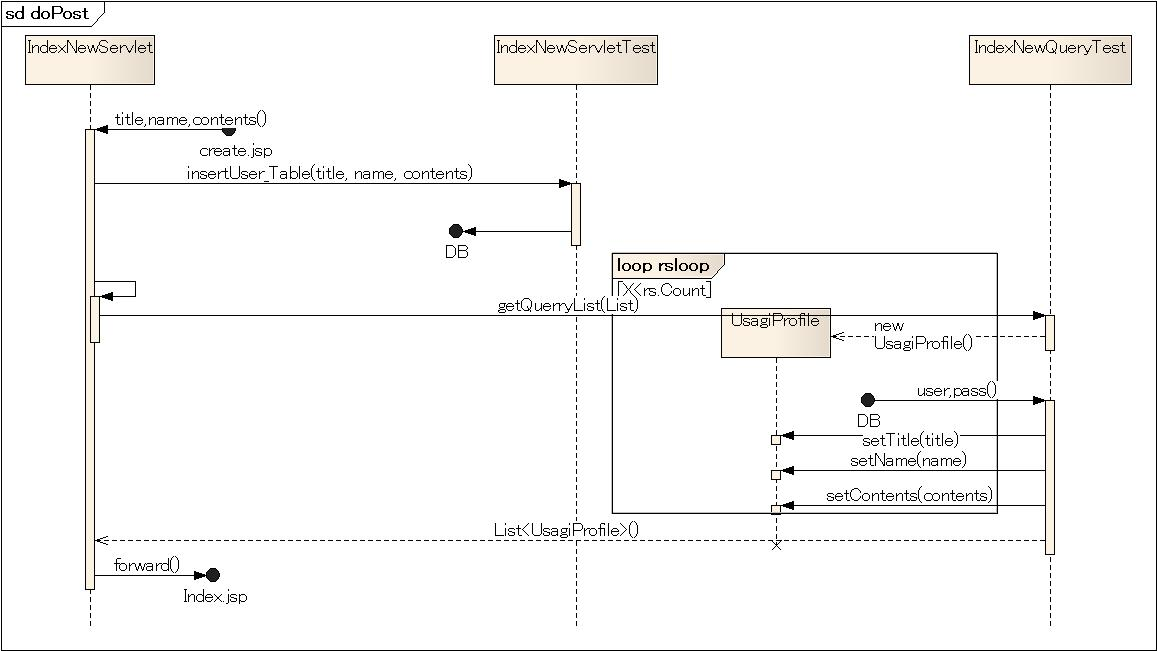 sd doPost
IndexNewServlet
IndexNewServletTest
IndexNewQueryTest
title,name,contents()
create.jsp
insertUser_Table(title, name, contents)
DB
loop rsloop
[X<rs.Count]
getQuerryList(List)
UsagiProfile
new
UsagiProfile()
user,pass()
DB
setTitle(title)
setName(name)
setContents(contents)
List<UsagiProfile>()
forward()
Index.jsp